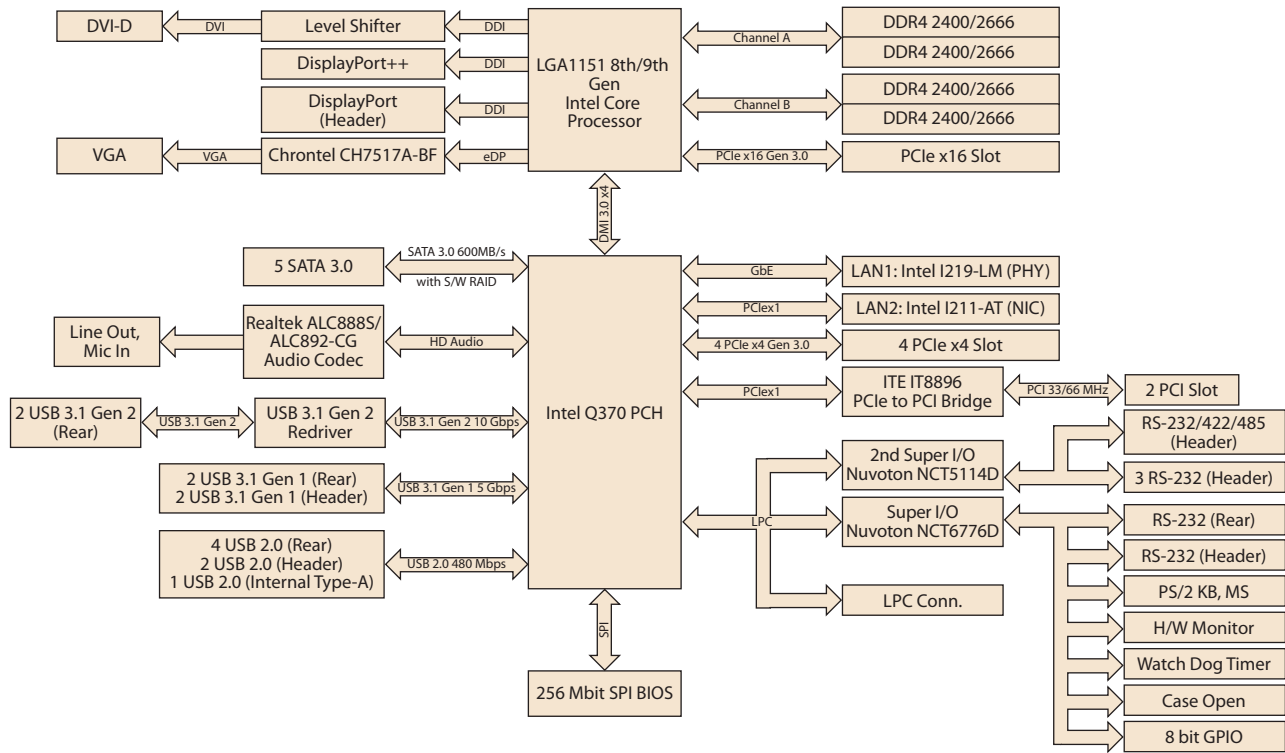 DVI-D
DVI
Level Shifter
DDI
DisplayPort++
DDI
DisplayPort
(Header)
DDI
VGA
VGA
Chrontel CH7517A-BF
eDP
LGA1151 8th/9th
Gen
Intel Core
Processor
Channel A
DDR4 2400/2666
DDR4 2400/2666
Channel B
DDR4 2400/2666
DDR4 2400/2666
PCIe x16 Gen 3.0
PCIe x16 Slot
DMI 3.0 x4
5 SATA 3.0
SATA 3.0 600MB/s
with S/W RAID
Line Out,
Mic In
Realtek ALC888S/
ALC892-CG
Audio Codec
HD Audio
2 USB 3.1 Gen 2
(Rear)
USB 3.1 Gen 2
USB 3.1 Gen 2
Redriver
USB 3.1 Gen 2 10 Gbps
2 USB 3.1 Gen 1 (Rear)
2 USB 3.1 Gen 1 (Header)
USB 3.1 Gen 1 5 Gbps
4 USB 2.0 (Rear)
2 USB 2.0 (Header)
1 USB 2.0 (Internal Type-A)
USB 2.0 480 Mbps
Intel Q370 PCH
GbE
LAN1: Intel I219-LM (PHY)
PCIex1
LAN2: Intel I211-AT (NIC)
4 PCIe x4 Gen 3.0
4 PCIe x4 Slot
PCIex1
ITE IT8896
PCIe to PCI Bridge
PCI 33/66 MHz
2 PCI Slot
LPC
2nd Super I/O
Nuvoton NCT5114D
RS-232/422/485
(Header)
3 RS-232 (Header)
Super I/O
Nuvoton NCT6776D
RS-232 (Rear)
RS-232 (Header)
PS/2 KB, MS
H/W Monitor
Watch Dog Timer
Case Open
8 bit GPIO
LPC Conn.
SPI
256 Mbit SPI BIOS